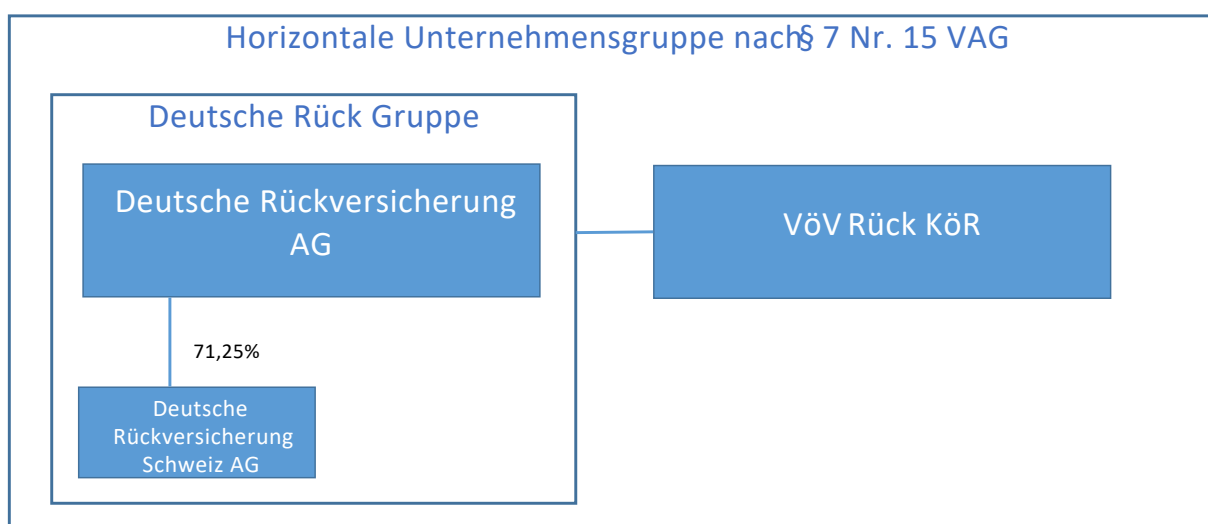 Horizontale Unternehmensgruppe nach§ 7 Nr. 15 VAG
Deutsche Rück Gruppe
Deutsche Rückversicherung
AG
VöV Rück KöR
71,25%
Deutsche
Rückversicherung
Schweiz AG